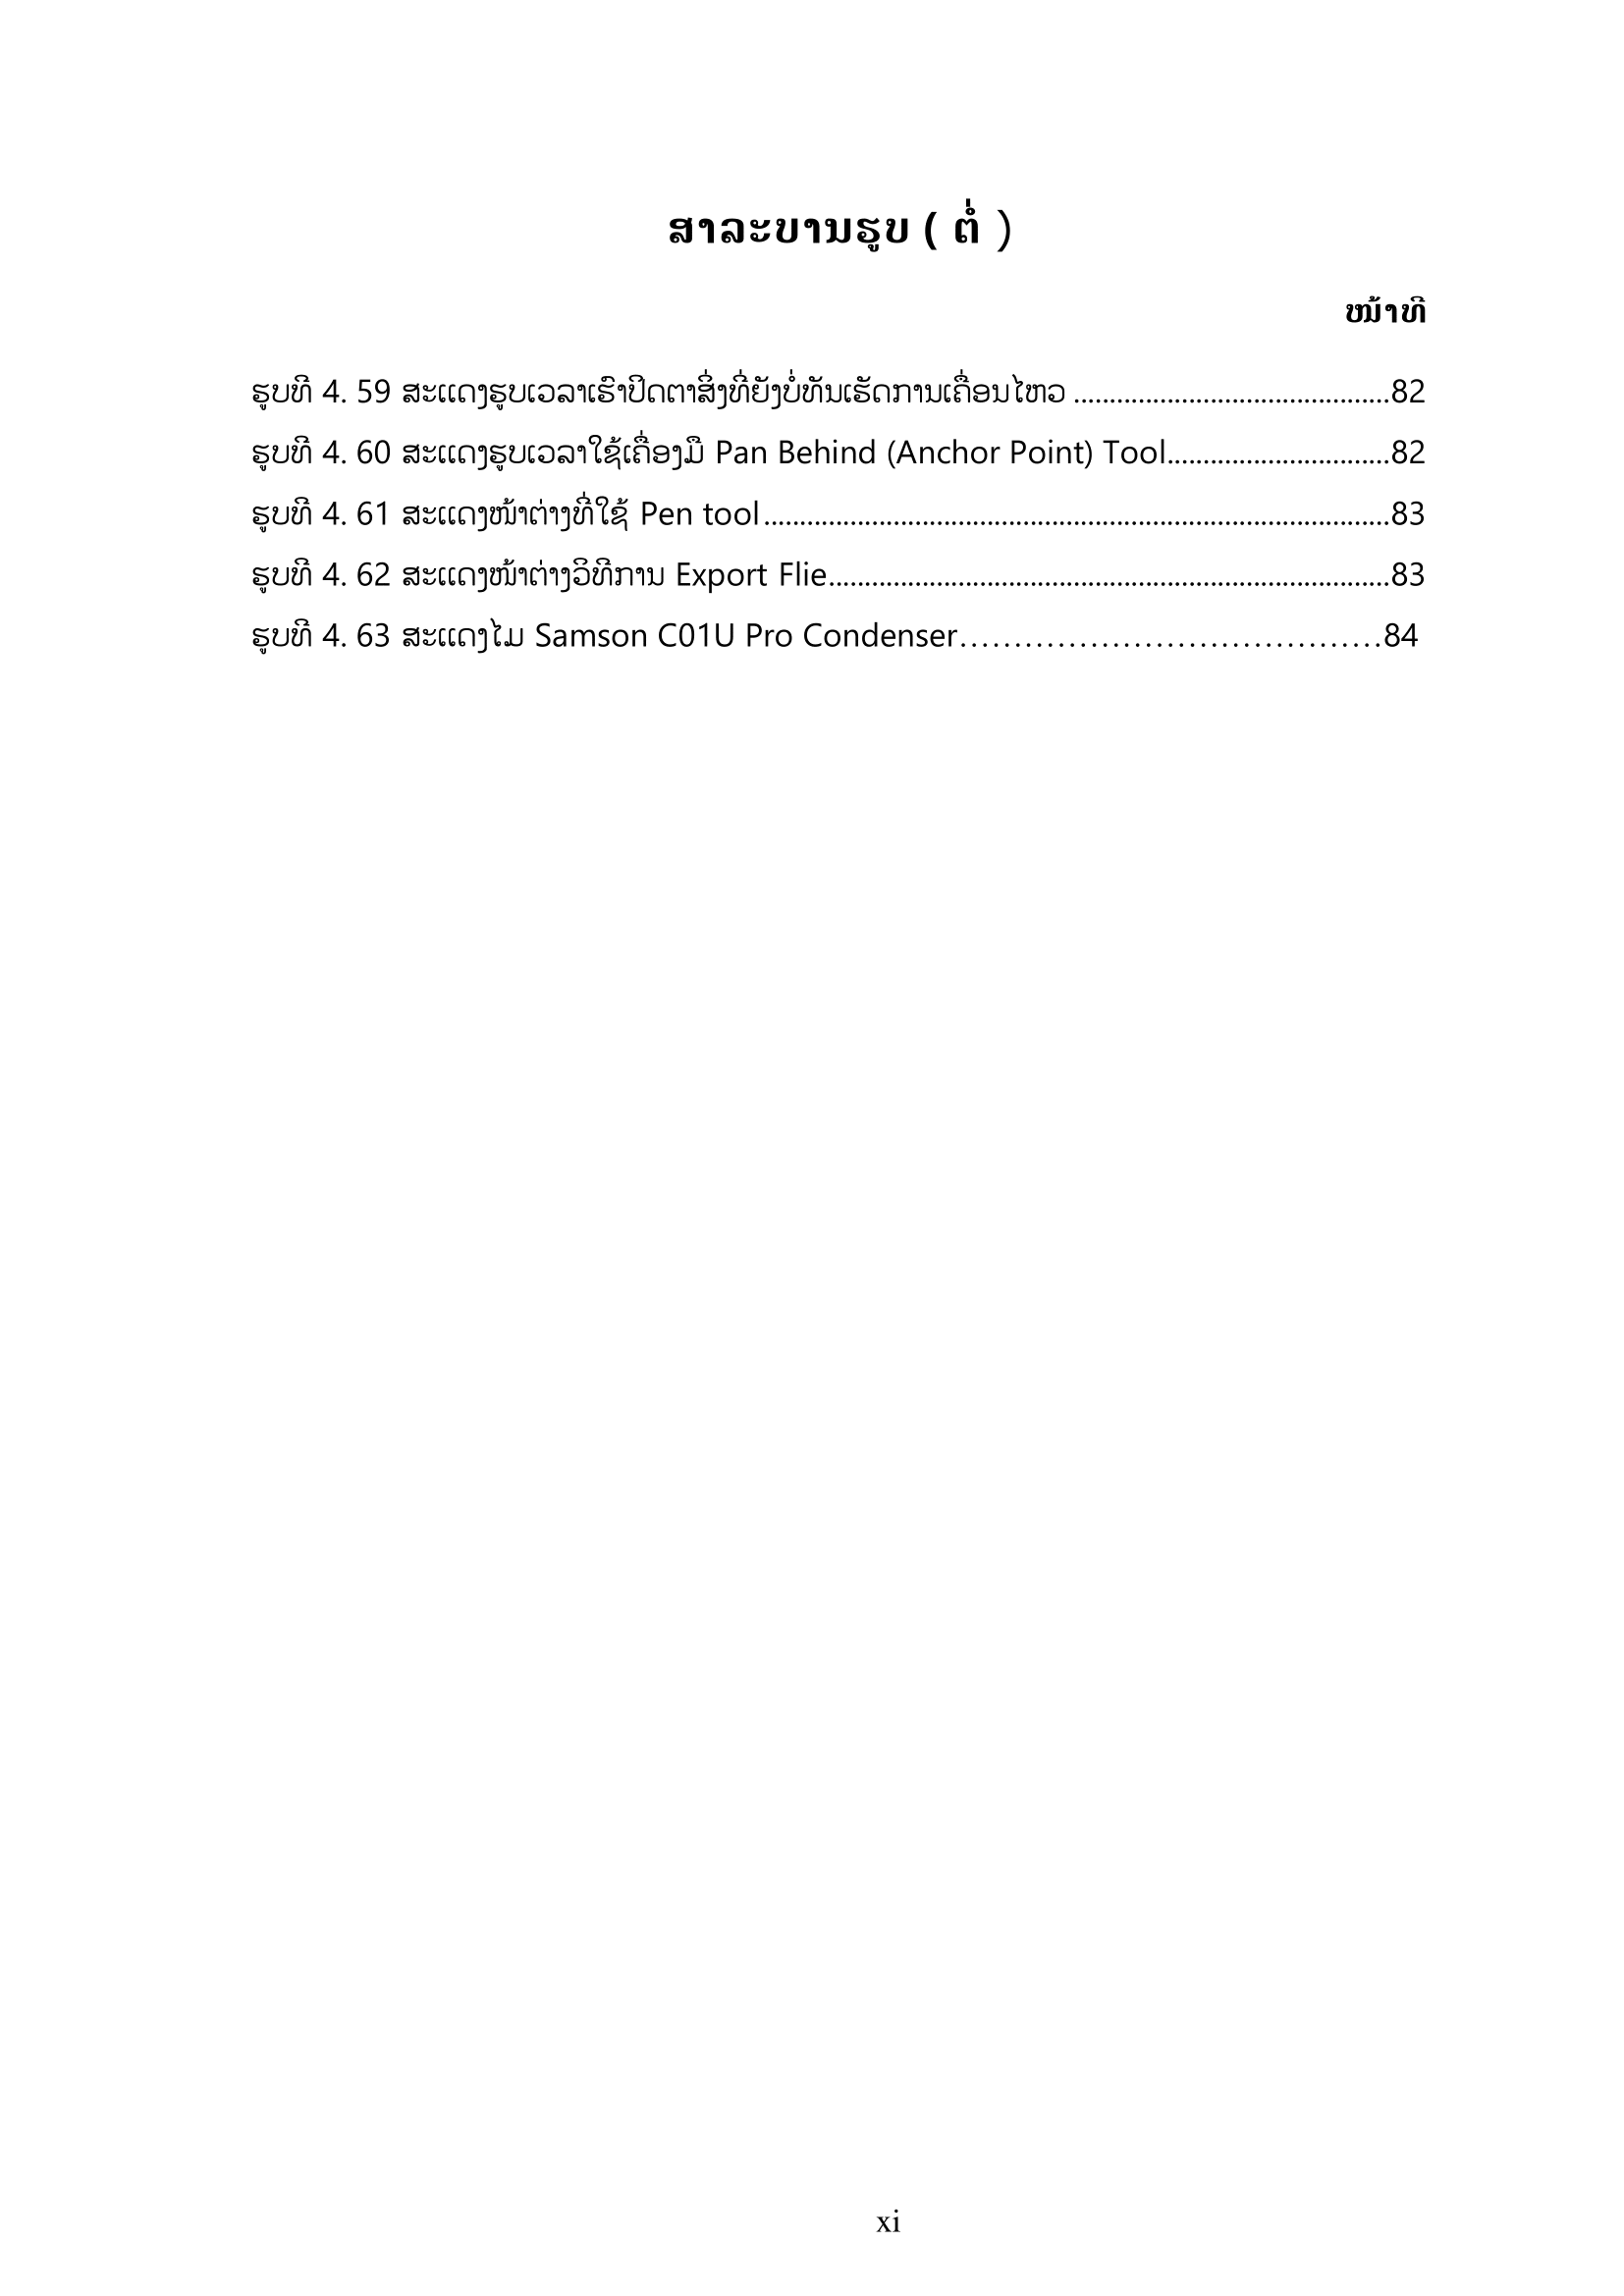 ສາລະບານຮູບ ( ຕໍ່ )
ໜ້າທີ
ຮູບທີ 4. 59 ສະແດງຮູບເວລາເຮົາປິດຕາສິ່ງທີ່ຍັງບໍ່ທັນເຮັດການເຄື່ອນໄຫວ ............................................82
ຮູບທີ 4. 60 ສະແດງຮູບເວລາໃຊ້ເຄື່ອງມື Pan Behind (Anchor Point) Tool...............................82
ຮູບທີ 4. 61 ສະແດງໜ້າຕ່າງທີ່ໃຊ້ Pen tool.......................................................................................83
ຮູບທີ 4. 62 ສະແດງໜ້າຕ່າງວິທີການ Export Flie..............................................................................83
ຮູບທີ 4. 63 ສະແດງໄມ Samson C01U Pro Condenser.......................................84
xi